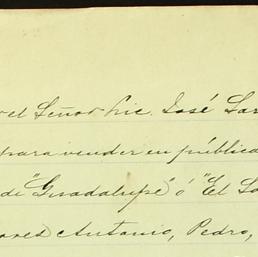 el Señor Lic. José
para vender en pública
de "Guadalupe" ó "El
Antonio, Pedro,